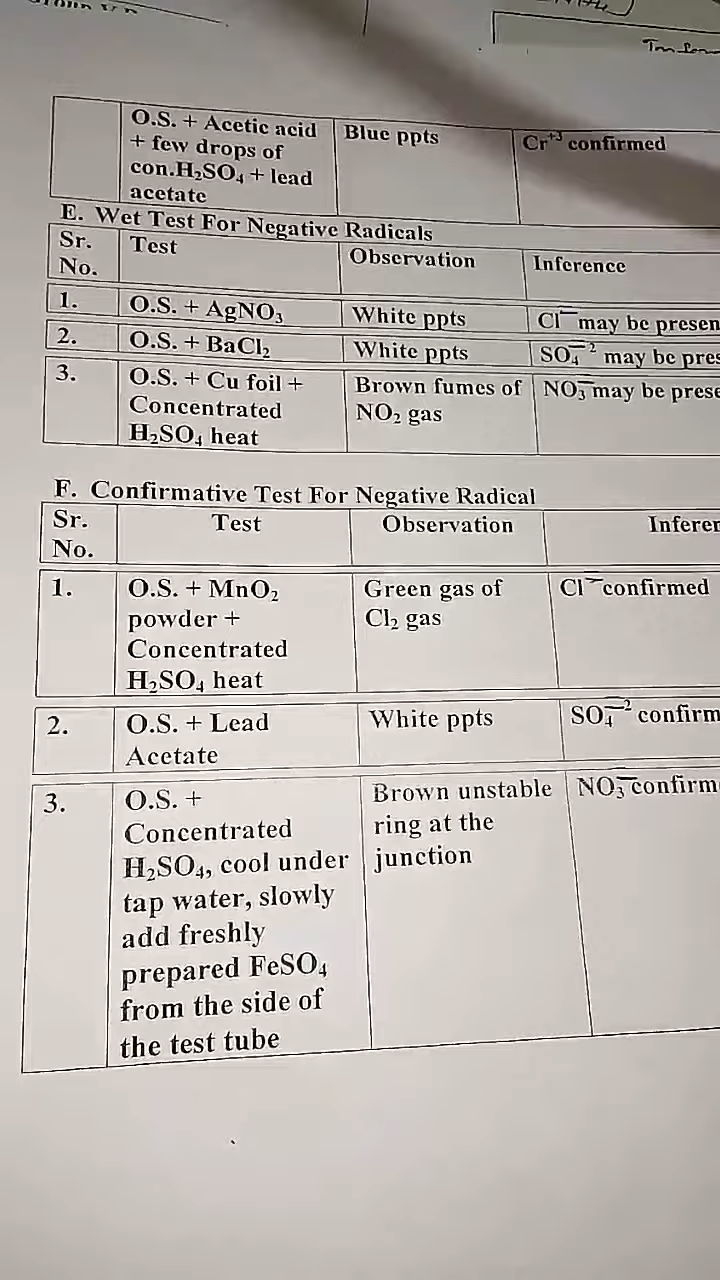 O.S. + Acetic acid
+ few drops of
con.H₂SO₄ + lead
acetate
Blue ppts
Cr⁺³ confirmed
E. Wet Test For Negative Radicals
Sr.
No.
Test
Observation
Inference
1.
O.S. + AgNO₃
White ppts
Cl⁻ may be presen
2.
O.S. + BaCl₂
White ppts
SO₄⁻² may be pres
3.
O.S. + Cu foil +
Concentrated
H₂SO₄ heat
Brown fumes of
NO₂ gas
NO₃⁻ may be prese
F. Confirmative Test For Negative Radical
Sr.
No.
Test
Observation
Inferen
1.
O.S. + MnO₂
powder +
Concentrated
H₂SO₄ heat
Green gas of
Cl₂ gas
Cl⁻ confirmed
2.
O.S. + Lead
Acetate
White ppts
SO₄⁻² confirm
3.
O.S. +
Concentrated
H₂SO₄, cool under
tap water, slowly
add freshly
prepared FeSO₄
from the side of
the test tube
Brown unstable
ring at the
junction
NO₃⁻ confirm